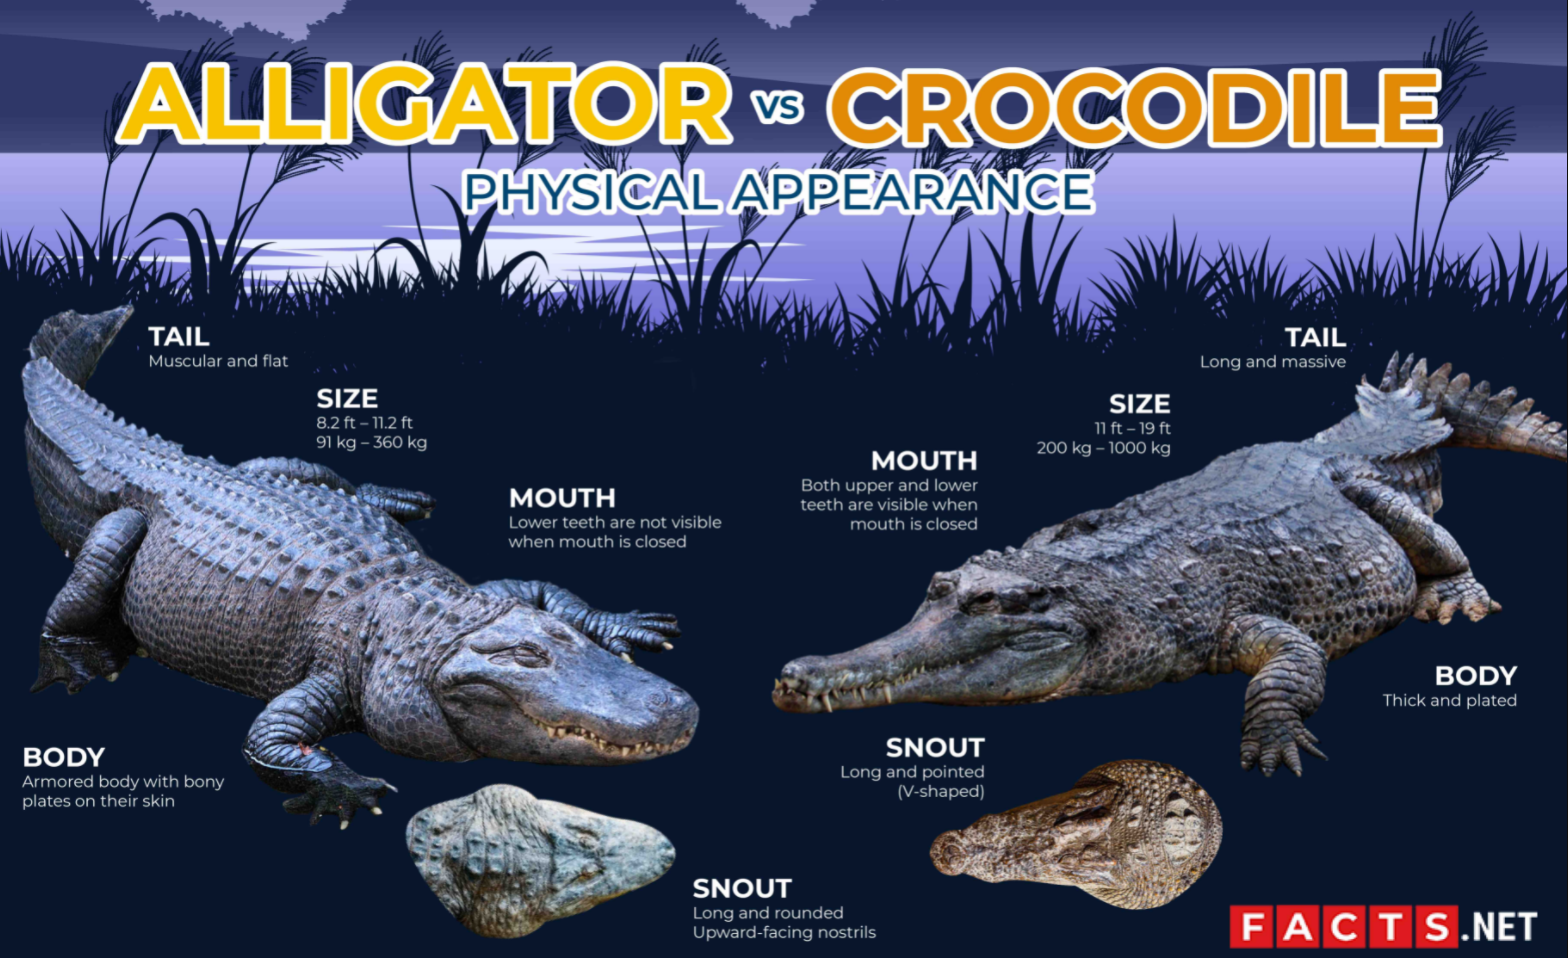 ALLIGATOR VS CROCODILE
PHYSICAL APPEARANCE
TAIL
Muscular and flat
SIZE
8.2 ft – 11.2 ft
91 kg – 360 kg
MOUTH
Lower teeth are not visible
when mouth is closed
BODY
Armored body with bony
plates on their skin
SNOUT
Long and rounded
Upward-facing nostrils
TAIL
Long and massive
SIZE
11 ft – 19 ft
200 kg – 1000 kg
MOUTH
Both upper and lower
teeth are visible when
mouth is closed
BODY
Thick and plated
SNOUT
Long and pointed
(V-shaped)
FACTS.NET